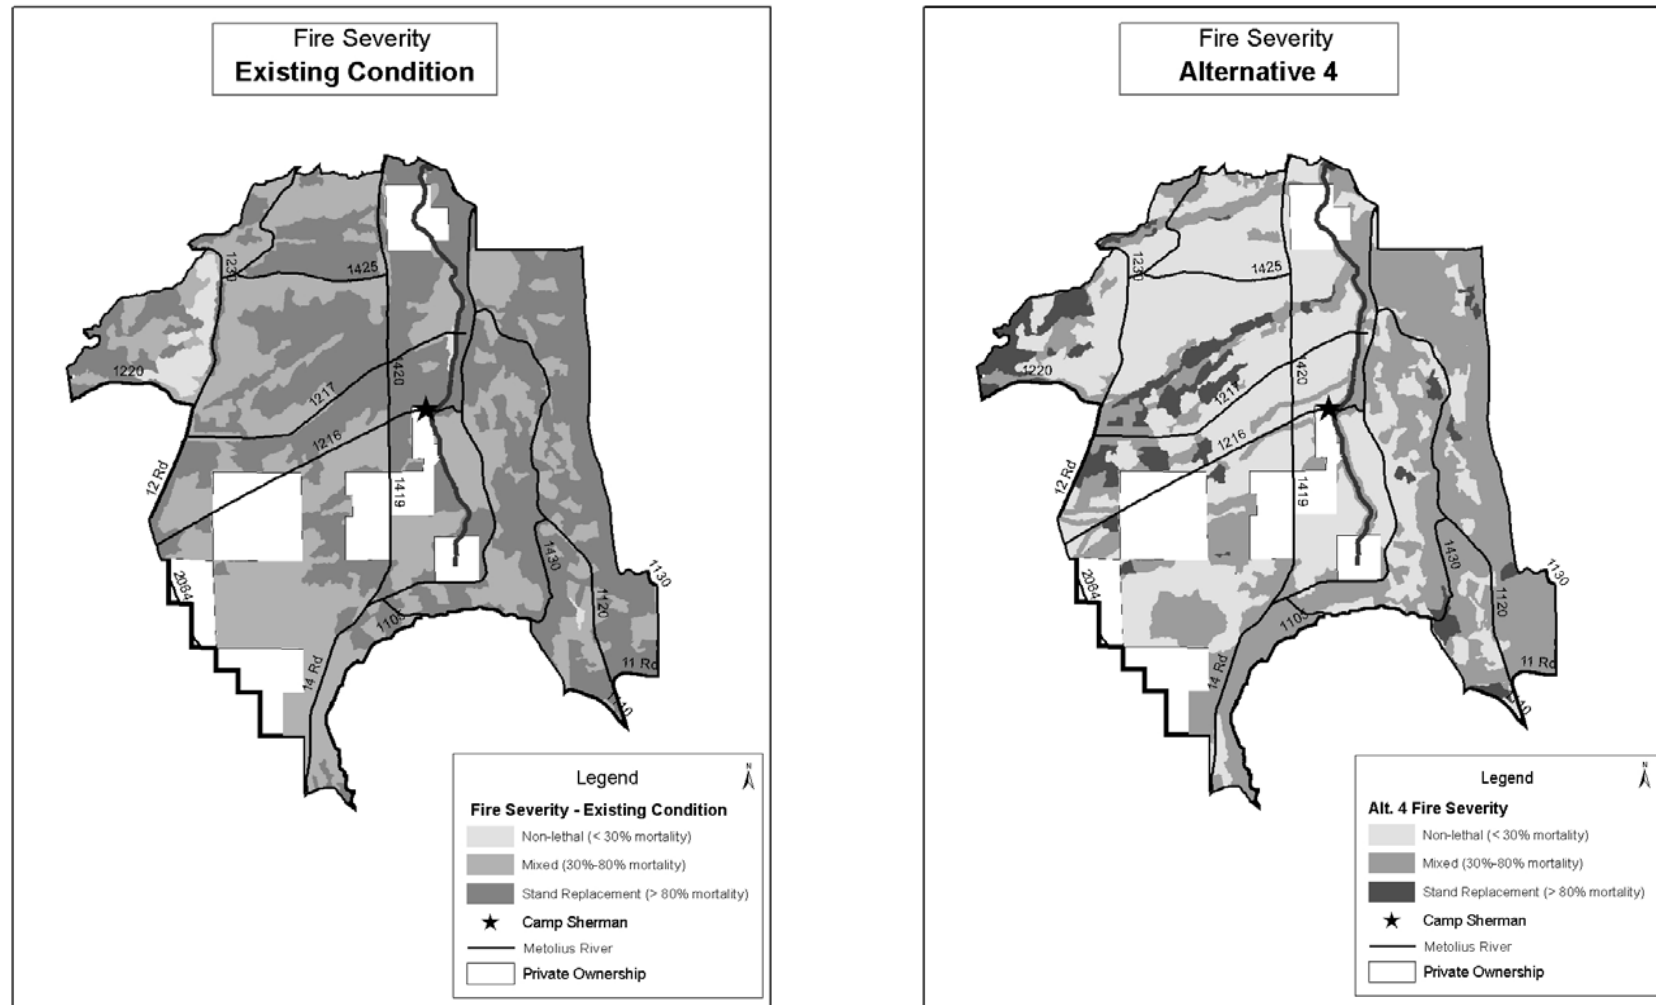 Fire Severity
Existing Condition
1230
1425
1220
1217
1420
1216
12 Rd
1419
2064
1430
1130
1120
1105
14 Rd
11 Rd
Legend
N
Fire Severity - Existing Condition
Non-lethal (< 30% mortality)
Mixed (30%-80% mortality)
Stand Replacement (> 80% mortality)
Camp Sherman
Metolius River
Private Ownership
Fire Severity
Alternative 4
1230
1425
1220
1420
1217
1216
12 Rd
1419
2064
1430
1130
1120
1105
14 Rd
11 Rd
Legend
N
Alt. 4 Fire Severity
Non-lethal (< 30% mortality)
Mixed (30%-80% mortality)
Stand Replacement (> 80% mortality)
Camp Sherman
Metolius River
Private Ownership